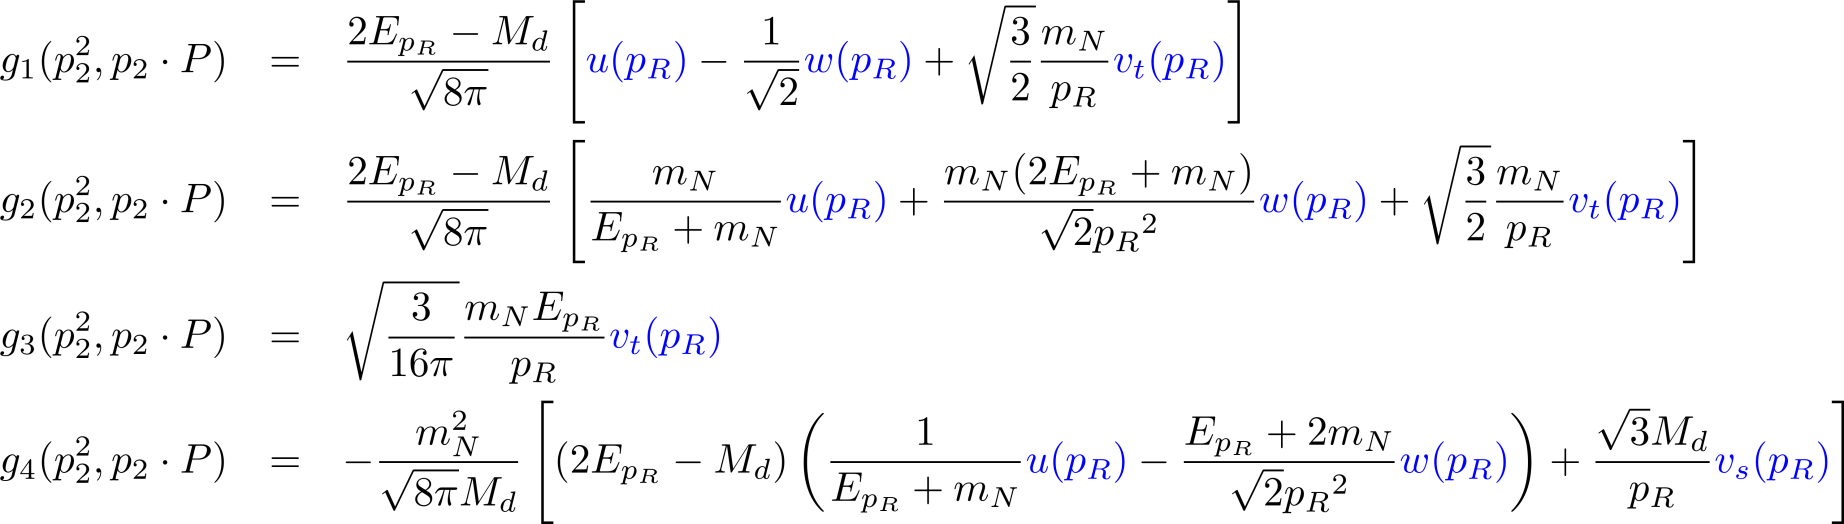 g_1(p_2^2, p_2 \cdot P) = \frac{2E_{p_R} - M_d}{\sqrt{8\pi}} \left[ u(p_R) - \frac{1}{\sqrt{2}} w(p_R) + \sqrt{\frac{3}{2}} \frac{m_N}{p_R} v_t(p_R) \right]
g_2(p_2^2, p_2 \cdot P) = \frac{2E_{p_R} - M_d}{\sqrt{8\pi}} \left[ \frac{m_N}{E_{p_R} + m_N} u(p_R) + \frac{m_N(2E_{p_R} + m_N)}{\sqrt{2}{p_R}^2} w(p_R) + \sqrt{\frac{3}{2}} \frac{m_N}{p_R} v_t(p_R) \right]
g_3(p_2^2, p_2 \cdot P) = \sqrt{\frac{3}{16\pi}} \frac{m_N E_{p_R}}{p_R} v_t(p_R)
g_4(p_2^2, p_2 \cdot P) = -\frac{m_N^2}{\sqrt{8\pi}M_d} \left[ (2E_{p_R} - M_d) \left( \frac{1}{E_{p_R} + m_N} u(p_R) - \frac{E_{p_R} + 2m_N}{\sqrt{2}{p_R}^2} w(p_R) \right) + \frac{\sqrt{3}M_d}{p_R} v_s(p_R) \right]